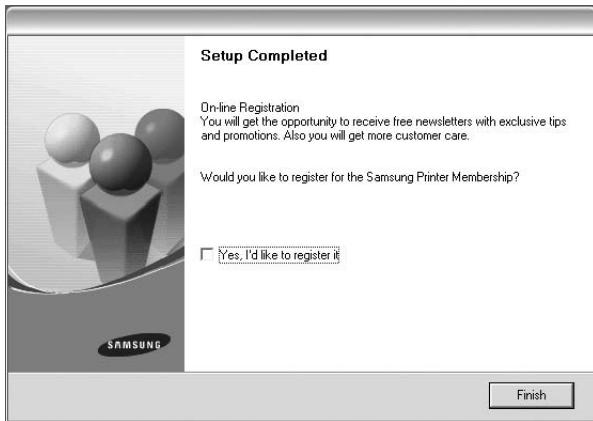 Setup Completed
On-line Registration
You will get the opportunity to receive free newsletters with exclusive tips
and promotions. Also you will get more customer care.
Would you like to register for the Samsung Printer Membership?
Yes, I'd like to register it
SAMSUNG
Finish